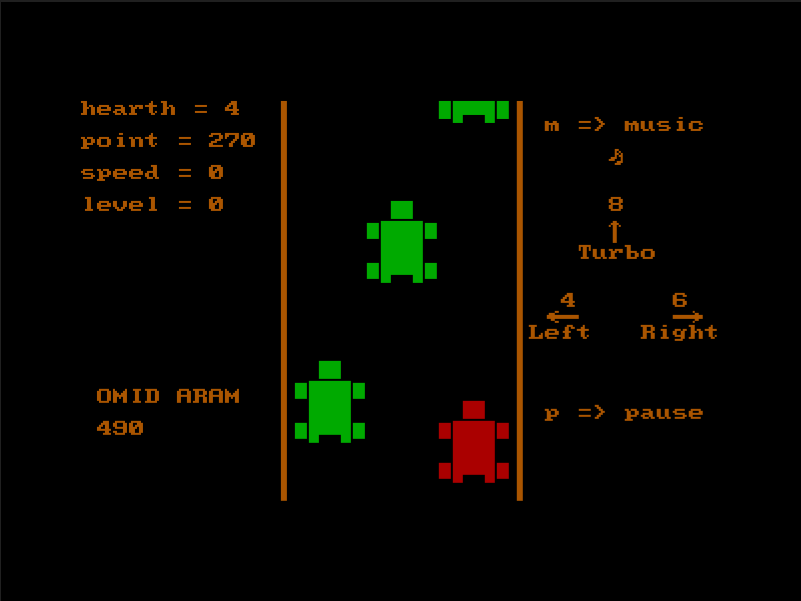 hearth = 4
point = 270
speed = 0
level = 0
OMID ARAM
490
m => music
♪
8
↑
Turbo
4 6
← →
Left Right
p => pause